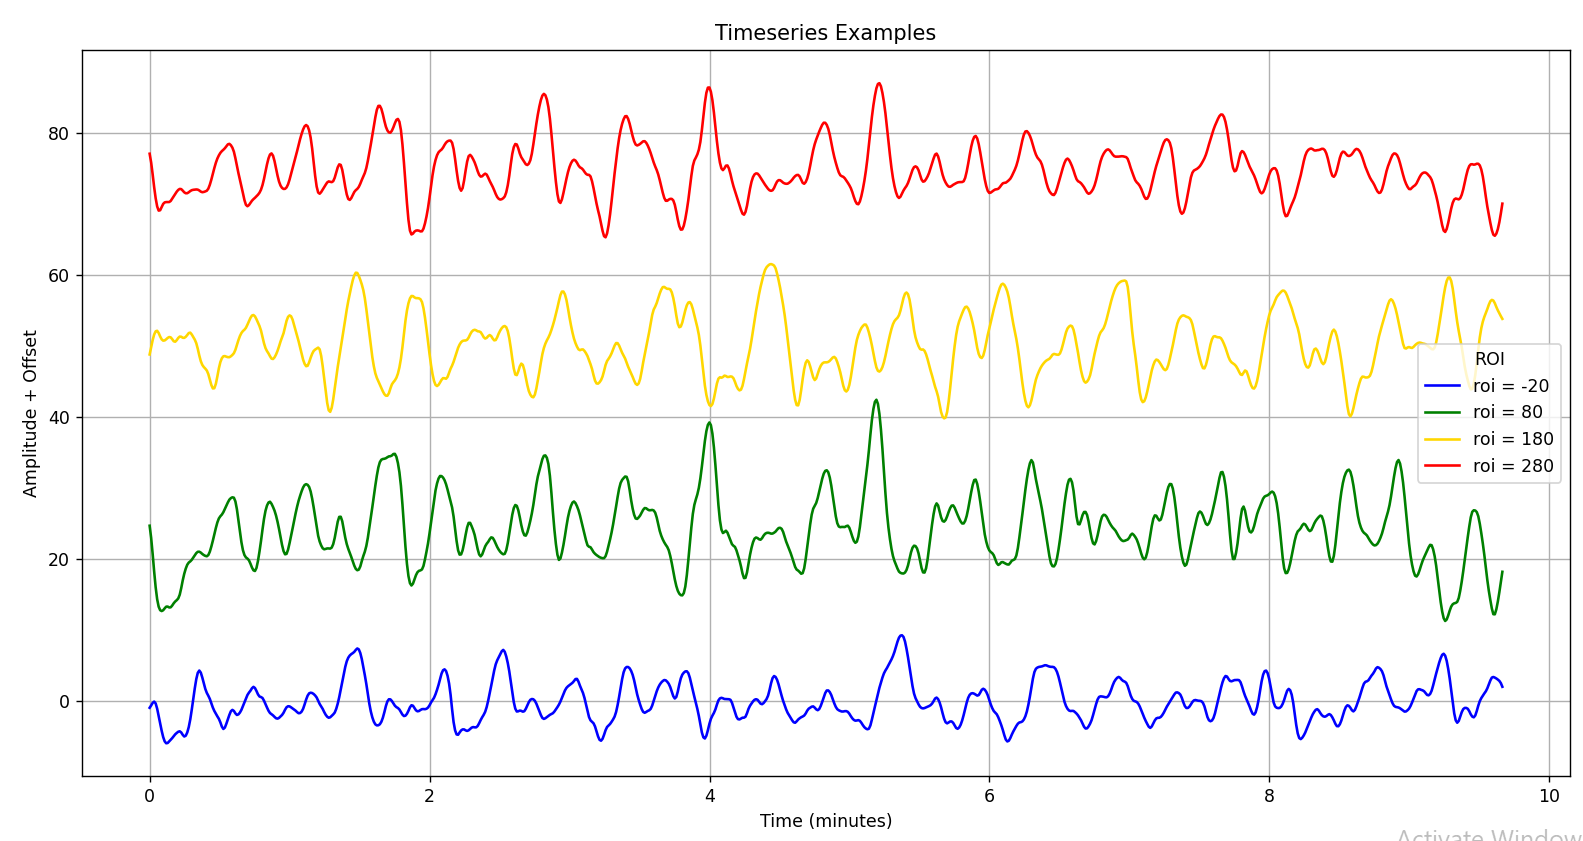 Timeseries Examples
80
60
40
20
0
Amplitude + Offset
ROI
roi = -20
roi = 80
roi = 180
roi = 280
0 2 4 6 8 10
Time (minutes)
Activate Window